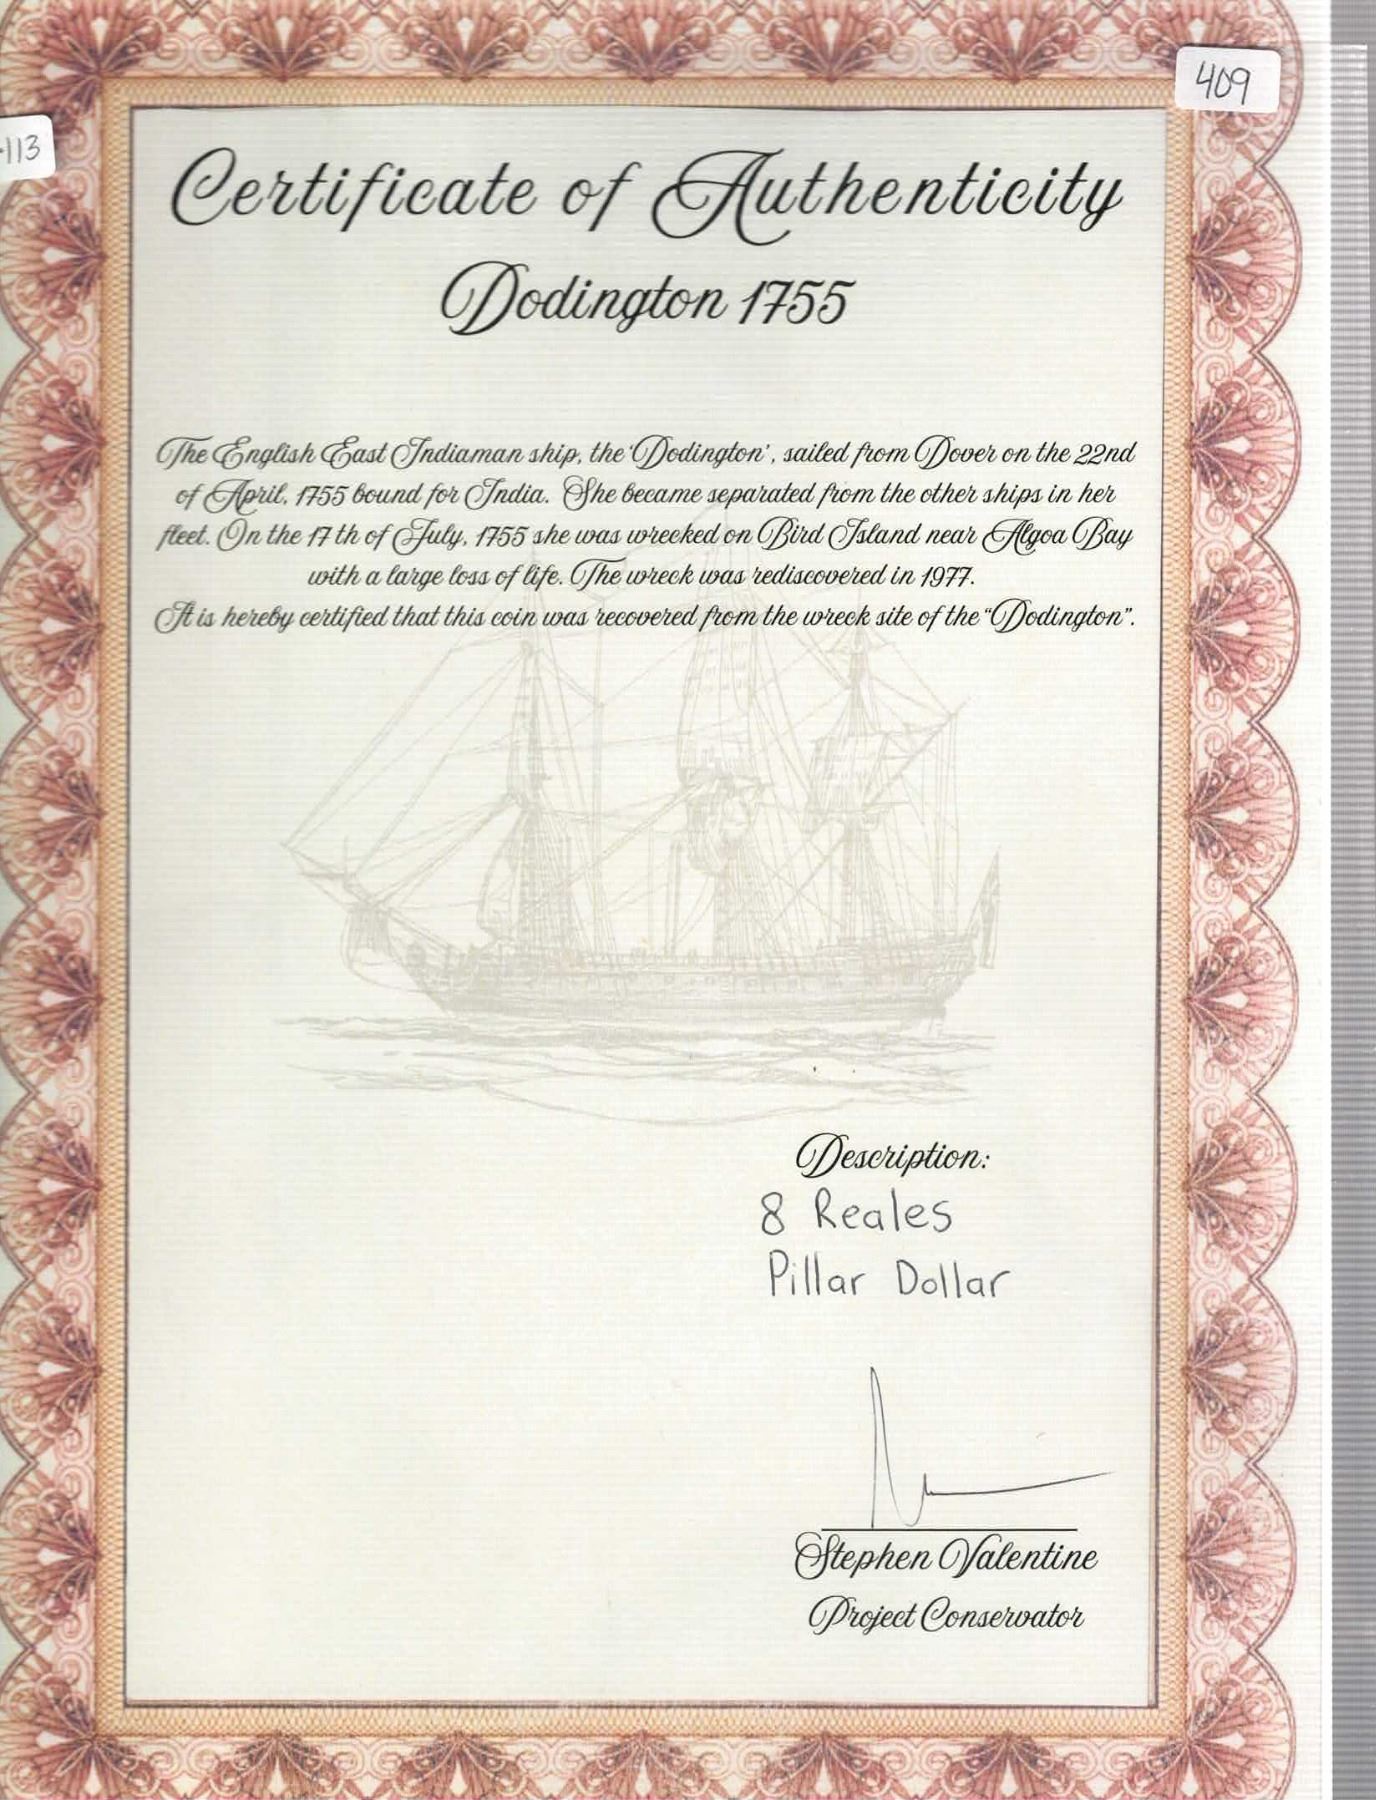 409
-113
Certificate of Authenticity
Dodington 1755
The English East Indiaman ship, the 'Dodington', sailed from Dover on the 22nd
of April, 1755 bound for India. She became separated from the other ships in her
fleet. On the 17 th of July, 1755 she was wrecked on Bird Island near Algoa Bay
with a large loss of life. The wreck was rediscovered in 1977.
It is hereby certified that this coin was recovered from the wreck site of the "Dodington".
Description:
8 Reales
Pillar Dollar
Stephen Valentine
Project Conservator